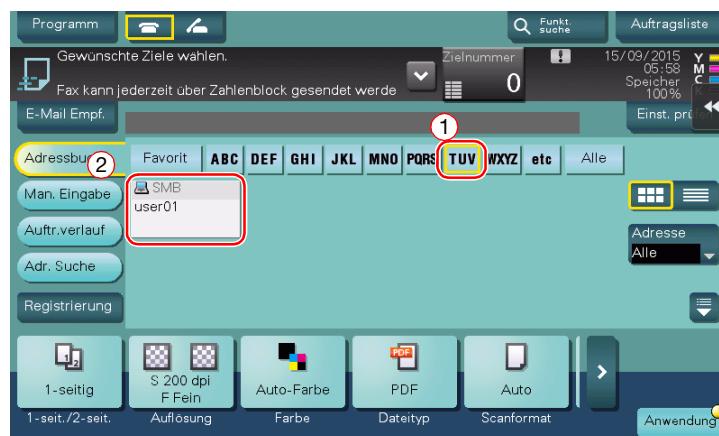 Programm
Funkt.
suche
Auftragsliste
Gewünschte Ziele wählen.
Zielnummer
15/09/2015
05:58
Fax kann jederzeit über Zahlenblock gesendet werde
0
Speicher
100%
Y
M
C
K
E-Mail Empf.
Einst. prüfen
1
Adressbuch
2
Favorit
ABC
DEF
GHI
JKL
MNO
PQRS
TUV
WXYZ
etc
Alle
Man. Eingabe
SMB
user01
Auftr.verlauf
Adresse
Alle
Adr. Suche
Registrierung
1-seitig
S 200 dpi
F Fein
Auto-Farbe
PDF
PDF
Auto
1-seit./2-seit.
Auflösung
Farbe
Dateityp
Scanformat
Anwendung